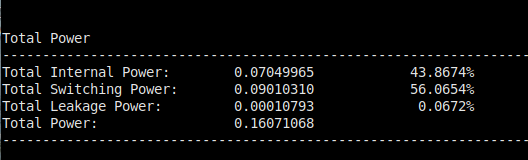 Total Power
Total Internal Power: 0.07049965 43.8674%
Total Switching Power: 0.09010310 56.0654%
Total Leakage Power: 0.00010793 0.0672%
Total Power: 0.16071068